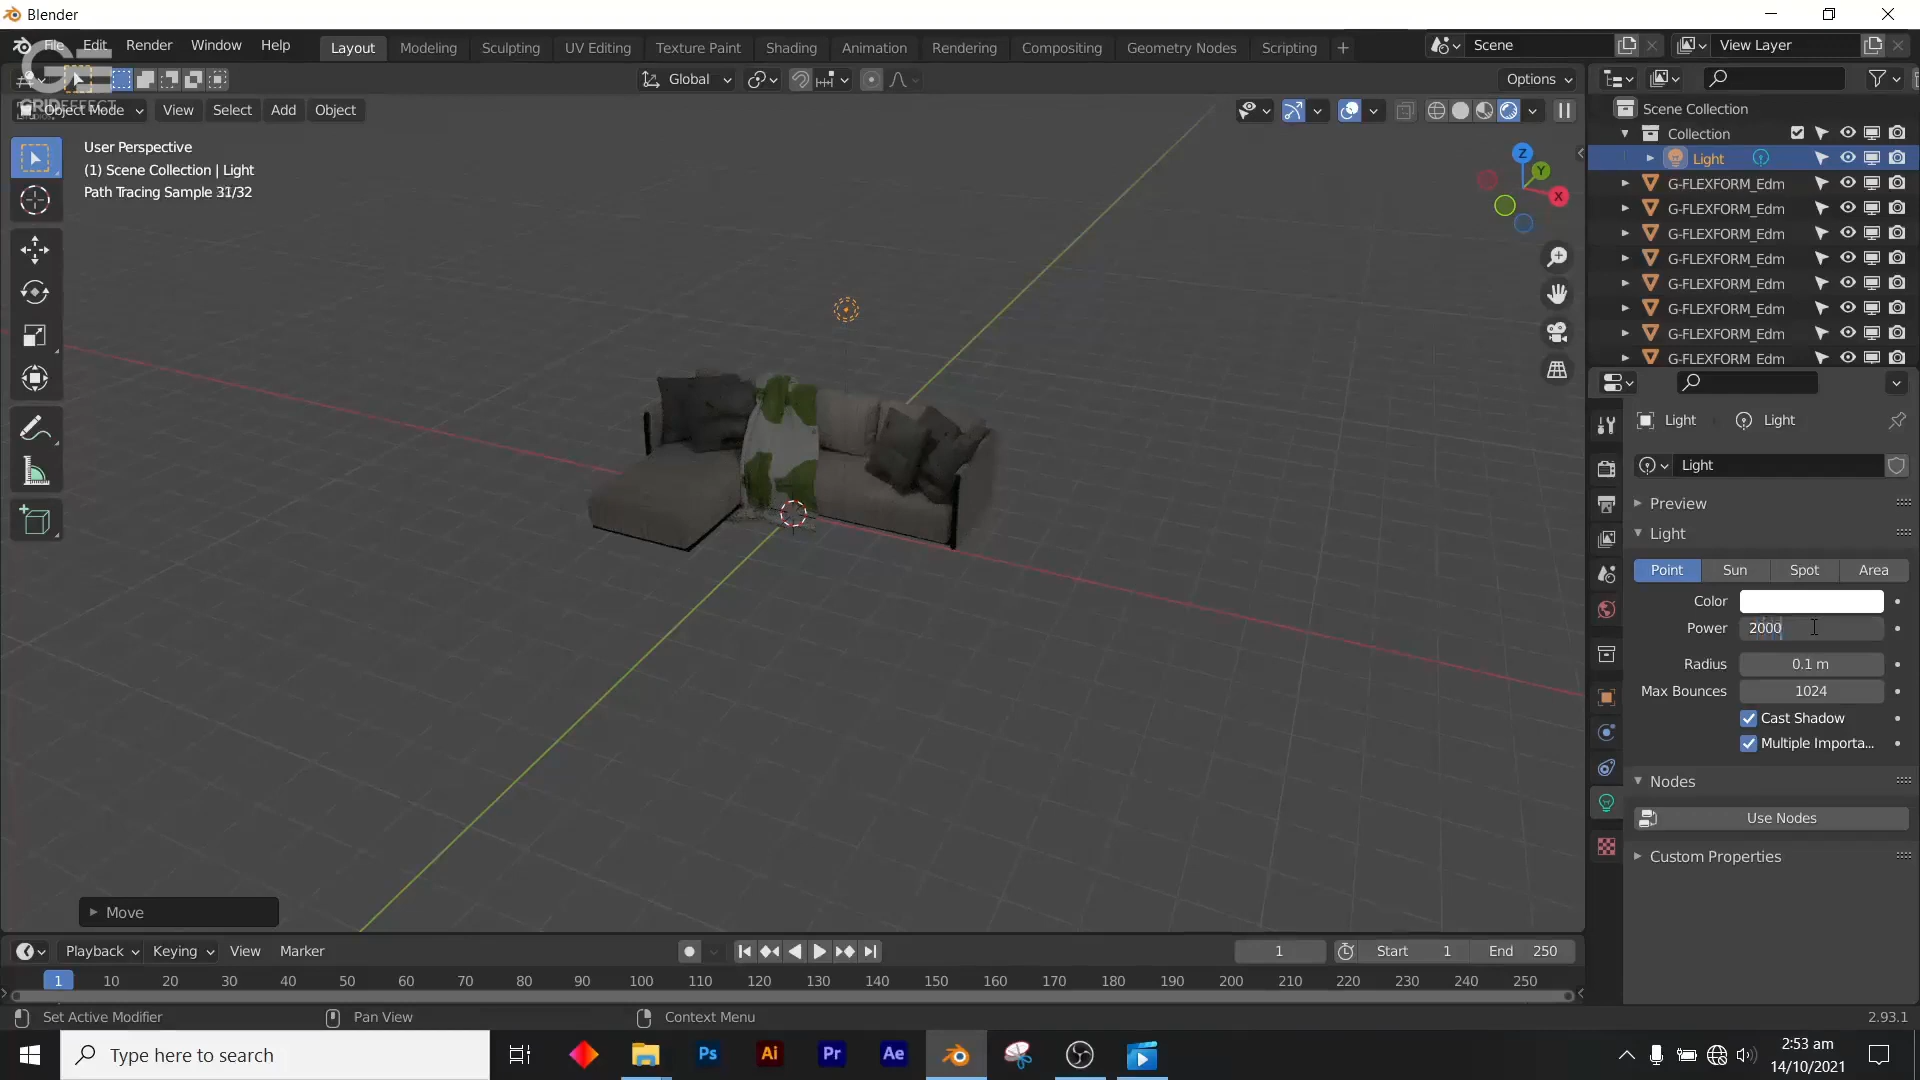 Blender
File Edit Render Window Help
Layout Modeling Sculpting UV Editing Texture Paint Shading Animation Rendering Compositing Geometry Nodes Scripting +
Scene
View Layer
GRIDEFFECT
Global
Options
Object Mode View Select Add Object
User Perspective
(1) Scene Collection | Light
Path Tracing Sample 31/32
Z
Y
X
Scene Collection
Collection
Light
G-FLEXFORM_Edm
G-FLEXFORM_Edm
G-FLEXFORM_Edm
G-FLEXFORM_Edm
G-FLEXFORM_Edm
G-FLEXFORM_Edm
G-FLEXFORM_Edm
G-FLEXFORM_Edm
Light Light
Light
Preview
Light
Point Sun Spot Area
Color
Power 2000
Radius 0.1 m
Max Bounces 1024
Cast Shadow
Multiple Importa...
Nodes
Use Nodes
Custom Properties
Move
Playback Keying View Marker
1 Start 1 End 250
1 10 20 30 40 50 60 70 80 90 100 110 120 130 140 150 160 170 180 190 200 210 220 230 240 250
Set Active Modifier Pan View Context Menu 2.93.1
Type here to search
Ps Ai Pr Ae
2:53 am
14/10/2021